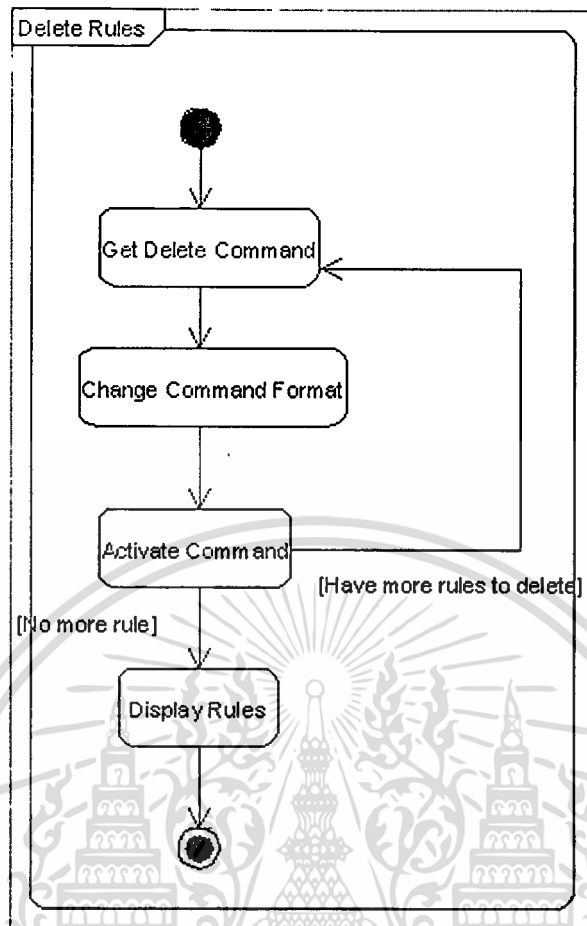 Delete Rules
Get Delete Command
Change Command Format
Activate Command
[Have more rules to delete]
[No more rule]
Display Rules